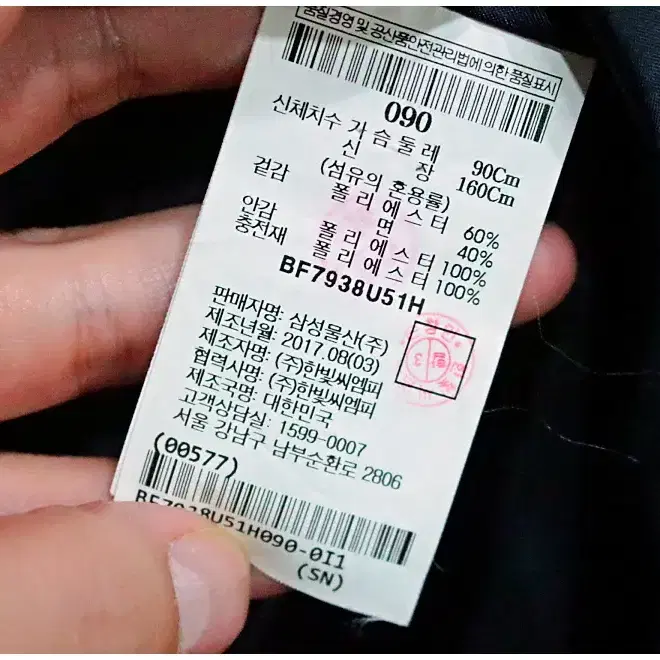 품질경영 및 공산품안전관리법에 의한 품질표시
090
신체치수 가 슴 둘 레 90Cm
신 장 160Cm
(섬유의 혼용률)
겉감 폴 리 에 스 터 60%
면 40%
안감 폴 리 에 스 터 100%
충전재 폴 리 에 스 터 100%
BF7938U51H
판매자명: 삼성물산(주)
제조년월: 2017.08(03)
제조자명: (주)한빛씨엠피
협력사명: (주)한빛씨엠피
제조국명: 대한민국
고객상담실: 1599-0007
서울 강남구 남부순환로 2806
(00577)
BF7938U51H090-0I1
(SN)